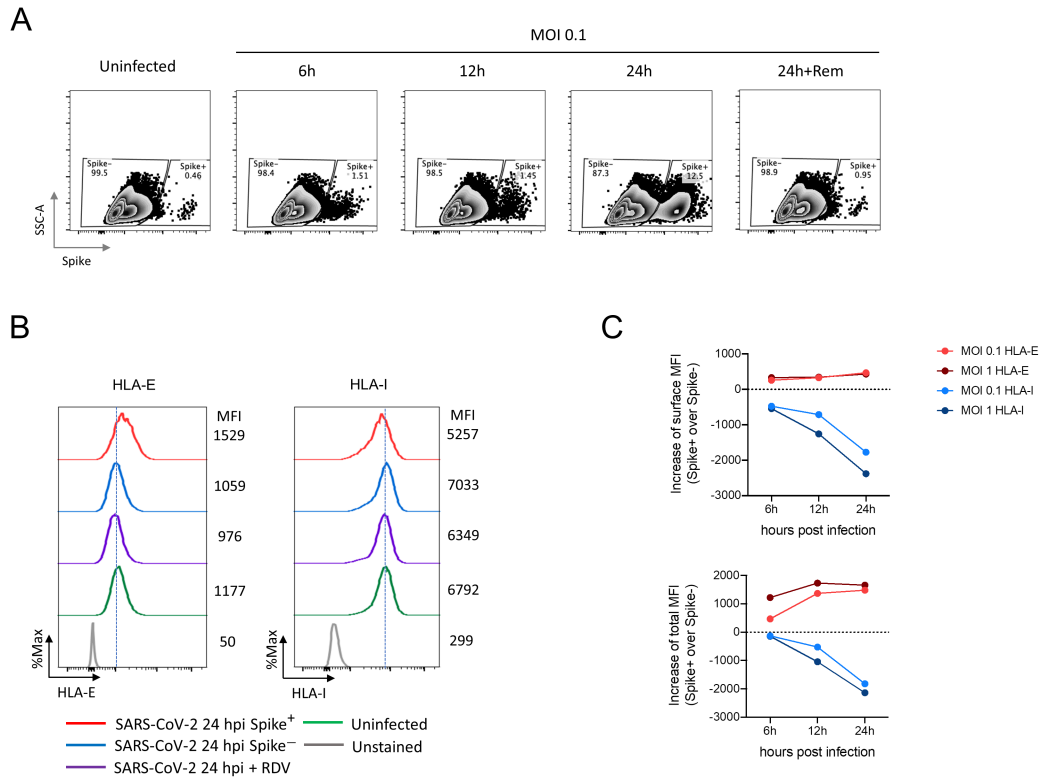 A
MOI 0.1
Uninfected
6h
12h
24h
24h+Rem
Spike–
99.5
Spike+
0.46
Spike–
98.4
Spike+
1.51
Spike–
98.5
Spike+
1.45
Spike–
87.3
Spike+
12.5
Spike–
98.9
Spike+
0.95
SSC-A
Spike
B
HLA-E
MFI
1529
1059
976
1177
50
%Max
HLA-E
HLA-I
MFI
5257
7033
6349
6792
299
%Max
HLA-I
SARS-CoV-2 24 hpi Spike+
SARS-CoV-2 24 hpi Spike–
SARS-CoV-2 24 hpi + RDV
Uninfected
Unstained
C
Increase of surface MFI
(Spike+ over Spike-)
1000
0
-1000
-2000
-3000
6h
12h
24h
hours post infection
MOI 0.1 HLA-E
MOI 1 HLA-E
MOI 0.1 HLA-I
MOI 1 HLA-I
Increase of total MFI
(Spike+ over Spike-)
2000
1000
0
-1000
-2000
-3000
6h
12h
24h
hours post infection